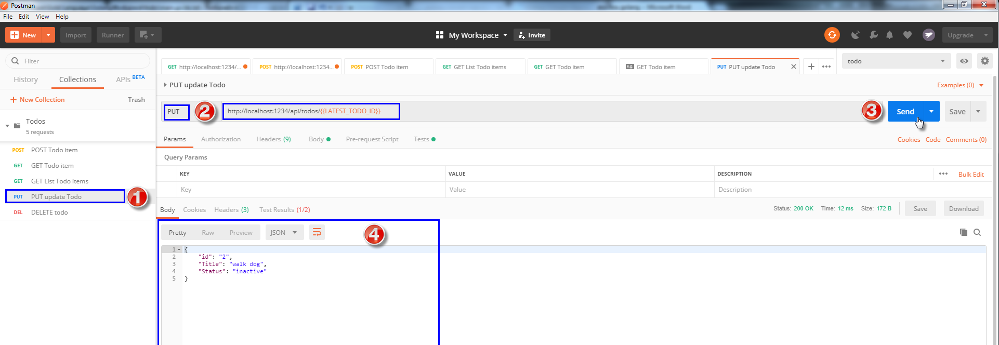 Postman
File Edit View Help
New Import Runner My Workspace Invite Upgrade
Filter
History Collections APIs BETA
New Collection Trash
Todos
5 requests
POST POST Todo item
GET GET Todo item
GET GET List Todo items
PUT PUT update Todo 1
DEL DELETE todo
GET http://localhost:1234/... POST http://localhost:1234... POST POST Todo item GET GET List Todo items GET GET Todo item e.g. GET Todo item PUT PUT update Todo todo
PUT update Todo Examples (0)
PUT 2 http://localhost:1234/api/todos/{{LATEST_TODO_ID}} 3 Send Save
Params Authorization Headers (9) Body Pre-request Script Tests Cookies Code Comments (0)
Query Params
KEY VALUE DESCRIPTION Bulk Edit
Key Value Description
Body Cookies Headers (3) Test Results (1/2) Status: 200 OK Time: 12 ms Size: 172 B Save Download
Pretty Raw Preview JSON 4
1 {
2 "id": "2",
3 "Title": "walk dog",
4 "Status": "inactive"
5 }